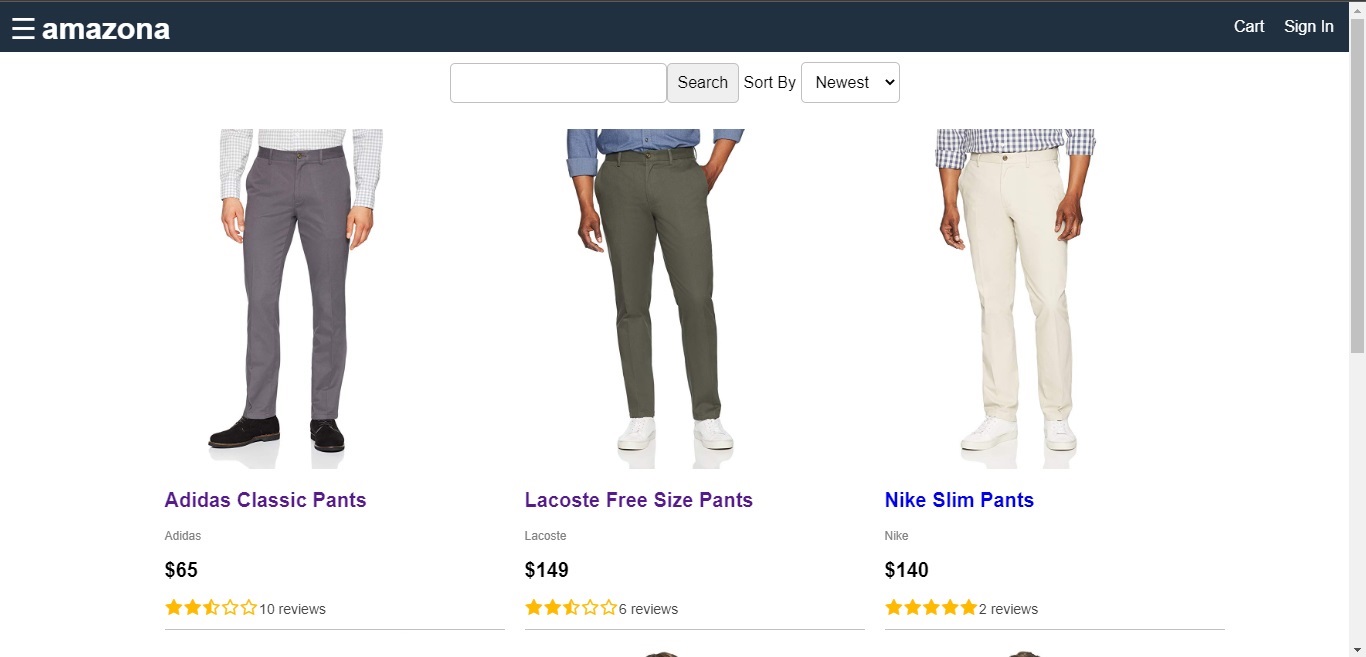 ☰ amazona Cart Sign In
Search Sort By Newest
Adidas Classic Pants Lacoste Free Size Pants Nike Slim Pants
Adidas Lacoste Nike
$65 $149 $140
10 reviews 6 reviews 2 reviews